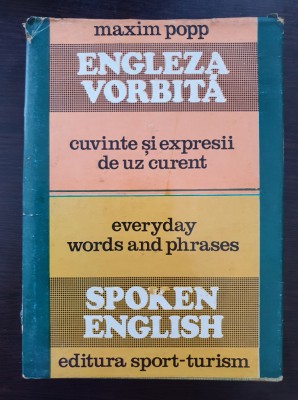 maxim popp
ENGLEZA
VORBITĂ
cuvinte și expresii
de uz curent
everyday
words and phrases
SPOKEN
ENGLISH
editura sport-turism